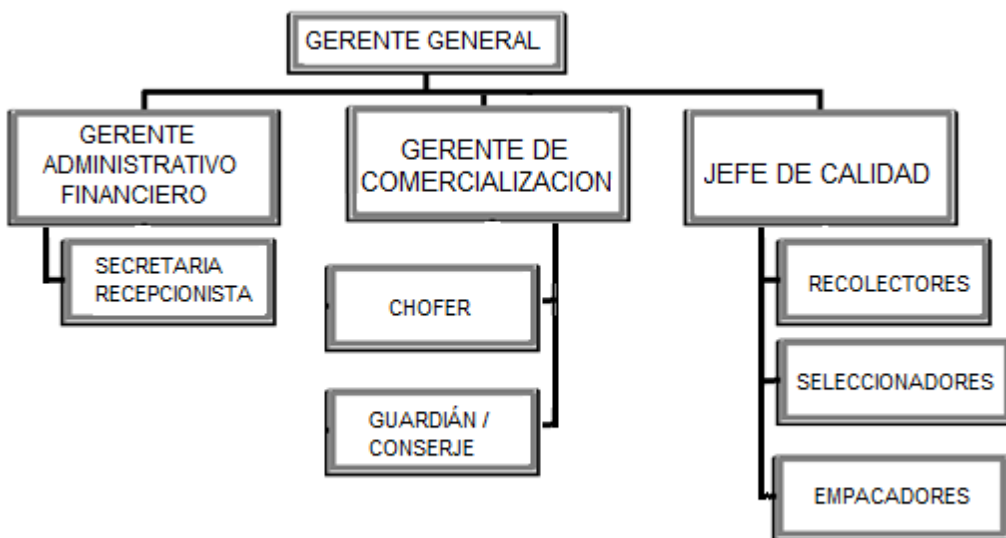 GERENTE GENERAL
GERENTE
ADMINISTRATIVO
FINANCIERO
GERENTE DE
COMERCIALIZACION
JEFE DE CALIDAD
SECRETARIA
RECEPCIONISTA
CHOFER
GUARDIÁN /
CONSERJE
RECOLECTORES
SELECCIONADORES
EMPACADORES